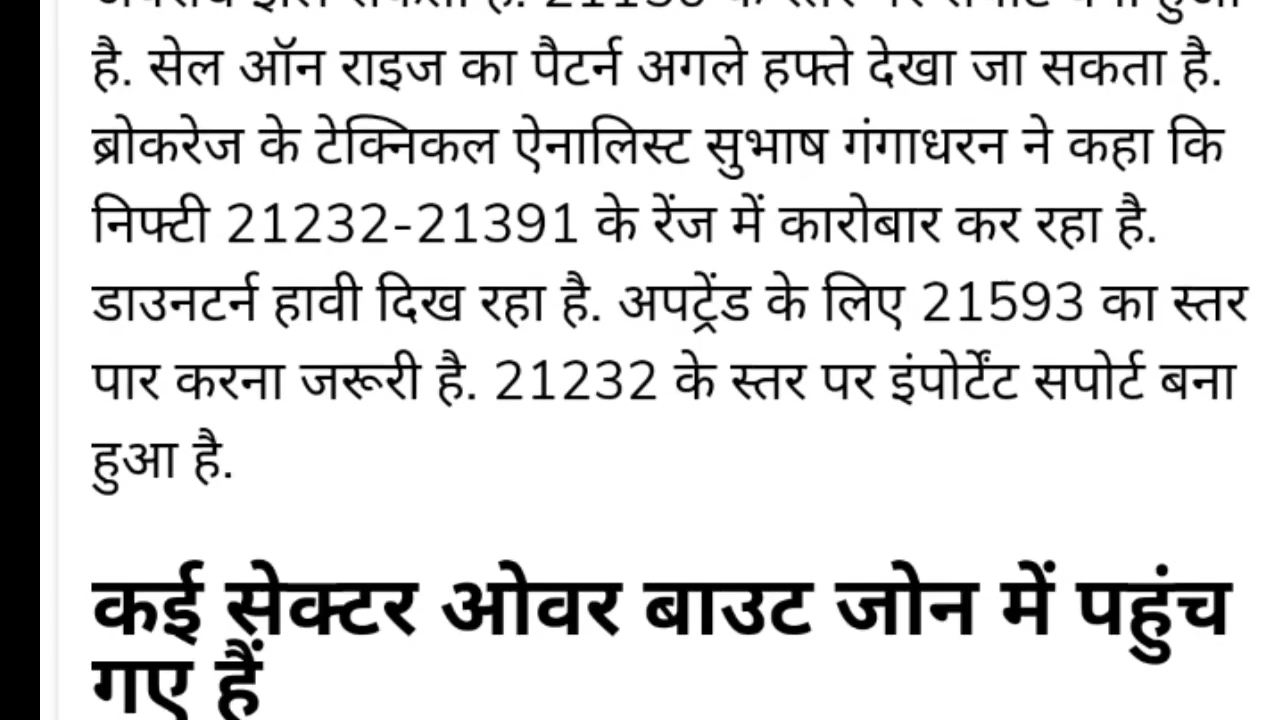 है. सेल ऑन राइज का पैटर्न अगले हफ्ते देखा जा सकता है.
ब्रोकरेज के टेक्निकल ऐनालिस्ट सुभाष गंगाधरन ने कहा कि
निफ्टी 21232-21391 के रेंज में कारोबार कर रहा है.
डाउनटर्न हावी दिख रहा है. अपट्रेंड के लिए 21593 का स्तर
पार करना जरूरी है. 21232 के स्तर पर इंपोर्टेंट सपोर्ट बना
हुआ है.
कई सेक्टर ओवर बाउट जोन में पहुंच
गए हैं